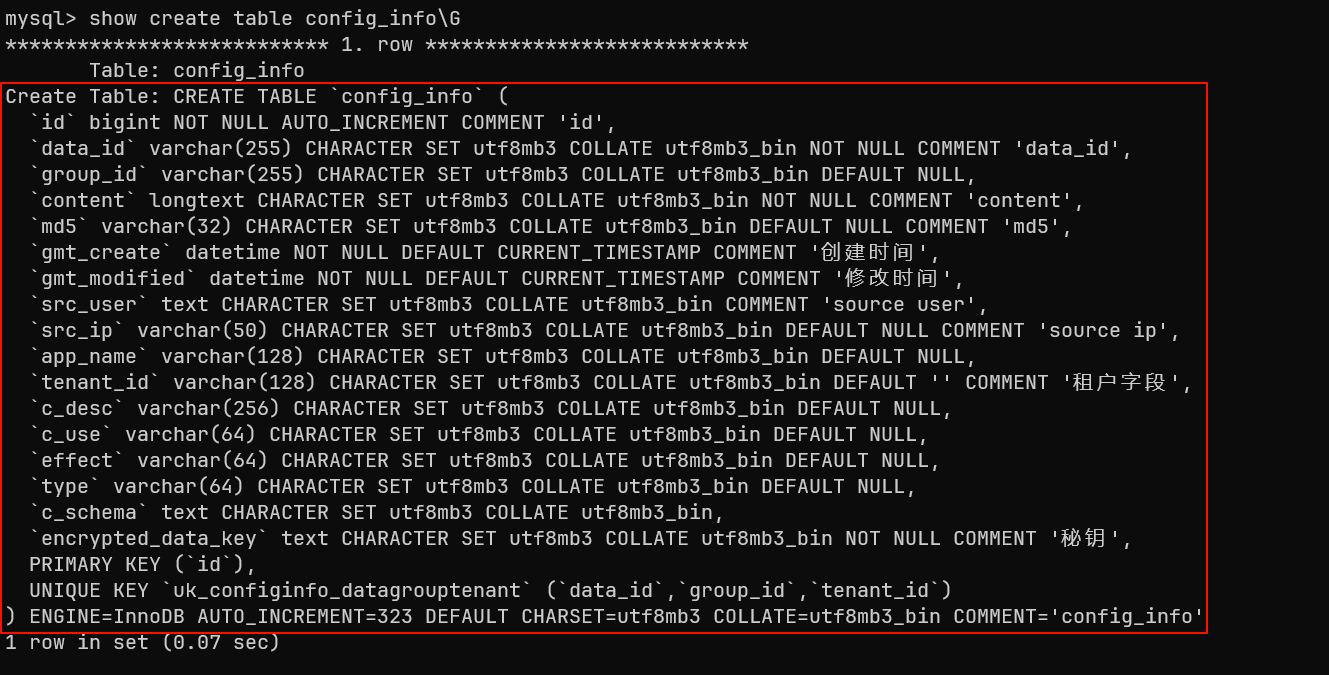 mysql> show create table config_info\G
*************************** 1. row ***************************
       Table: config_info
Create Table: CREATE TABLE `config_info` (
  `id` bigint NOT NULL AUTO_INCREMENT COMMENT 'id',
  `data_id` varchar(255) CHARACTER SET utf8mb3 COLLATE utf8mb3_bin NOT NULL COMMENT 'data_id',
  `group_id` varchar(255) CHARACTER SET utf8mb3 COLLATE utf8mb3_bin DEFAULT NULL,
  `content` longtext CHARACTER SET utf8mb3 COLLATE utf8mb3_bin NOT NULL COMMENT 'content',
  `md5` varchar(32) CHARACTER SET utf8mb3 COLLATE utf8mb3_bin DEFAULT NULL COMMENT 'md5',
  `gmt_create` datetime NOT NULL DEFAULT CURRENT_TIMESTAMP COMMENT '创建时间',
  `gmt_modified` datetime NOT NULL DEFAULT CURRENT_TIMESTAMP COMMENT '修改时间',
  `src_user` text CHARACTER SET utf8mb3 COLLATE utf8mb3_bin COMMENT 'source user',
  `src_ip` varchar(50) CHARACTER SET utf8mb3 COLLATE utf8mb3_bin DEFAULT NULL COMMENT 'source ip',
  `app_name` varchar(128) CHARACTER SET utf8mb3 COLLATE utf8mb3_bin DEFAULT NULL,
  `tenant_id` varchar(128) CHARACTER SET utf8mb3 COLLATE utf8mb3_bin DEFAULT '' COMMENT '租户字段',
  `c_desc` varchar(256) CHARACTER SET utf8mb3 COLLATE utf8mb3_bin DEFAULT NULL,
  `c_use` varchar(64) CHARACTER SET utf8mb3 COLLATE utf8mb3_bin DEFAULT NULL,
  `effect` varchar(64) CHARACTER SET utf8mb3 COLLATE utf8mb3_bin DEFAULT NULL,
  `type` varchar(64) CHARACTER SET utf8mb3 COLLATE utf8mb3_bin DEFAULT NULL,
  `c_schema` text CHARACTER SET utf8mb3 COLLATE utf8mb3_bin,
  `encrypted_data_key` text CHARACTER SET utf8mb3 COLLATE utf8mb3_bin NOT NULL COMMENT '秘钥',
  PRIMARY KEY (`id`),
  UNIQUE KEY `uk_configinfo_datagrouptenant` (`data_id`,`group_id`,`tenant_id`)
) ENGINE=InnoDB AUTO_INCREMENT=323 DEFAULT CHARSET=utf8mb3 COLLATE=utf8mb3_bin COMMENT='config_info'
1 row in set (0.07 sec)